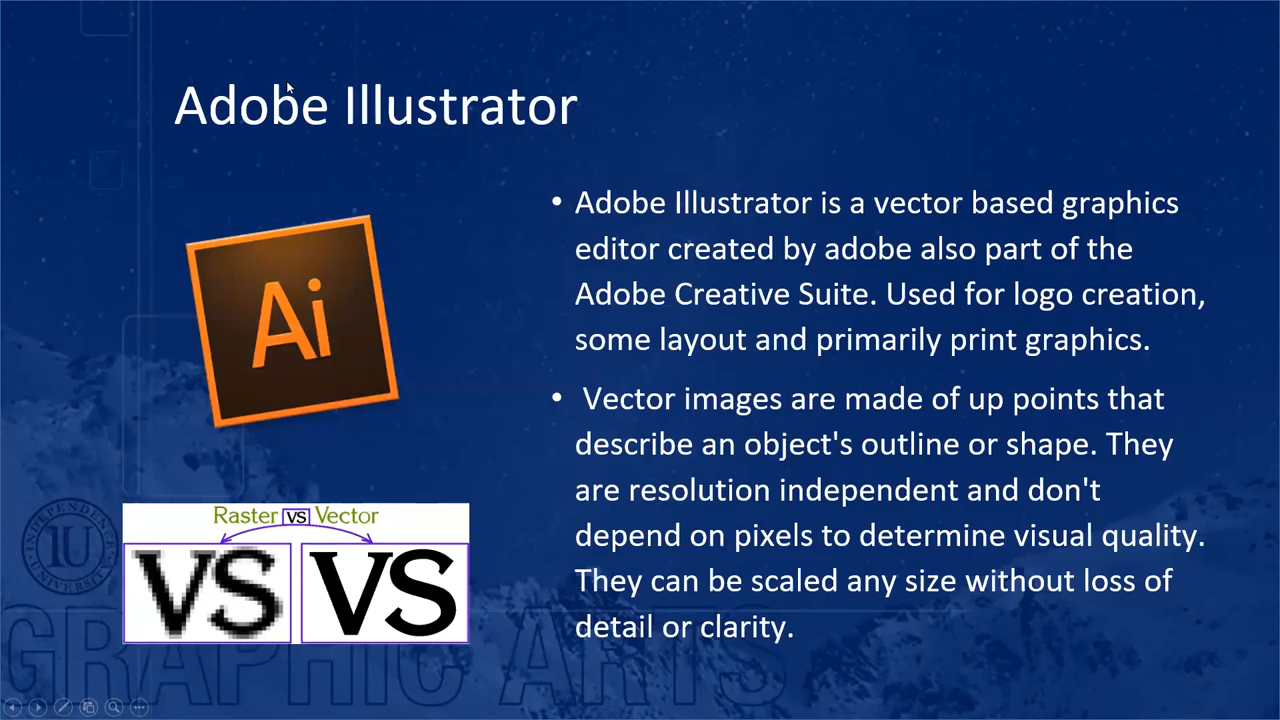 Adobe Illustrator
• Adobe Illustrator is a vector based graphics
editor created by adobe also part of the
Adobe Creative Suite. Used for logo creation,
some layout and primarily print graphics.
• Vector images are made of up points that
describe an object's outline or shape. They
are resolution independent and don't
depend on pixels to determine visual quality.
They can be scaled any size without loss of
detail or clarity.
Ai
Raster VS Vector
VS VS
INDEPENDENCE
IU
UNIVERSITY
GRAPHIC ARTS